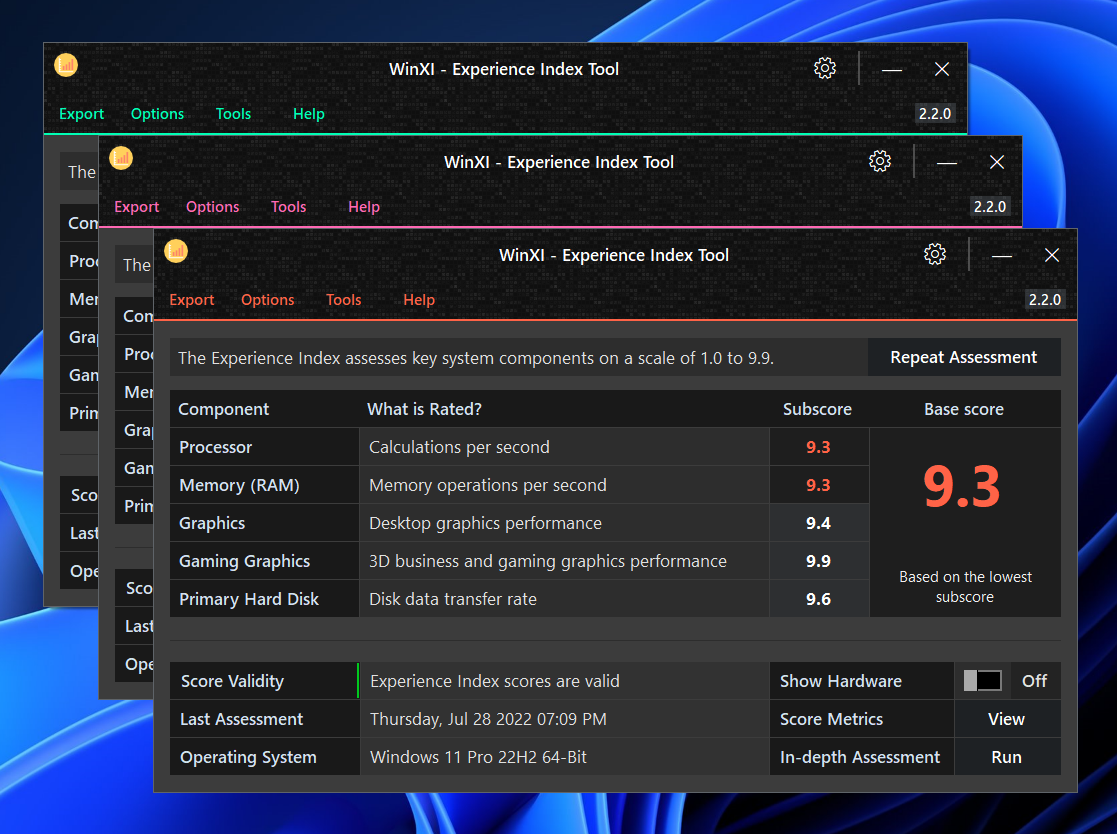 WinXI - Experience Index Tool
Export Options Tools Help 2.2.0
The
WinXI - Experience Index Tool
Com
Export Options Tools Help 2.2.0
Proc
Mem
The
Grap
Com
Gam
Proc
Prim
Mem
Grap
Sco
Gam
Last
Prim
Ope
Sco
Last
Ope
WinXI - Experience Index Tool
Export Options Tools Help 2.2.0
The Experience Index assesses key system components on a scale of 1.0 to 9.9. Repeat Assessment
Component What is Rated? Subscore Base score
Processor Calculations per second 9.3
Memory (RAM) Memory operations per second 9.3
9.3
Graphics Desktop graphics performance 9.4
Gaming Graphics 3D business and gaming graphics performance 9.9
Primary Hard Disk Disk data transfer rate 9.6
Based on the lowest
subscore
Score Validity Experience Index scores are valid Show Hardware Off
Last Assessment Thursday, Jul 28 2022 07:09 PM Score Metrics View
Operating System Windows 11 Pro 22H2 64-Bit In-depth Assessment Run